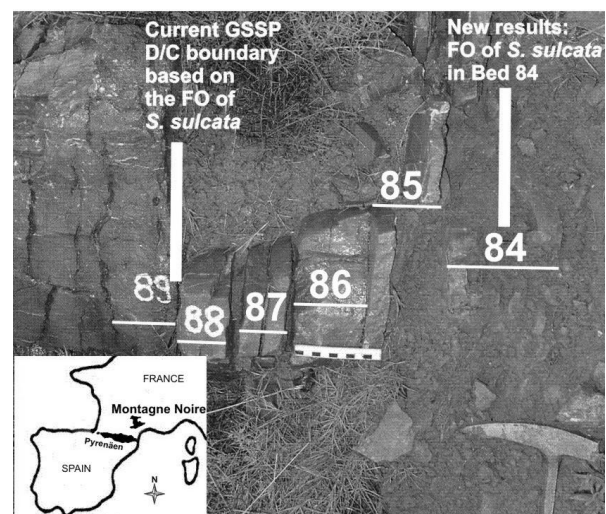 Current GSSP
D/C boundary
based on
the FO of
S. sulcata
New results:
FO of S. sulcata
in Bed 84
85
84
89
88
87
86
FRANCE
Montagne Noire
Pyrenäen
SPAIN
N